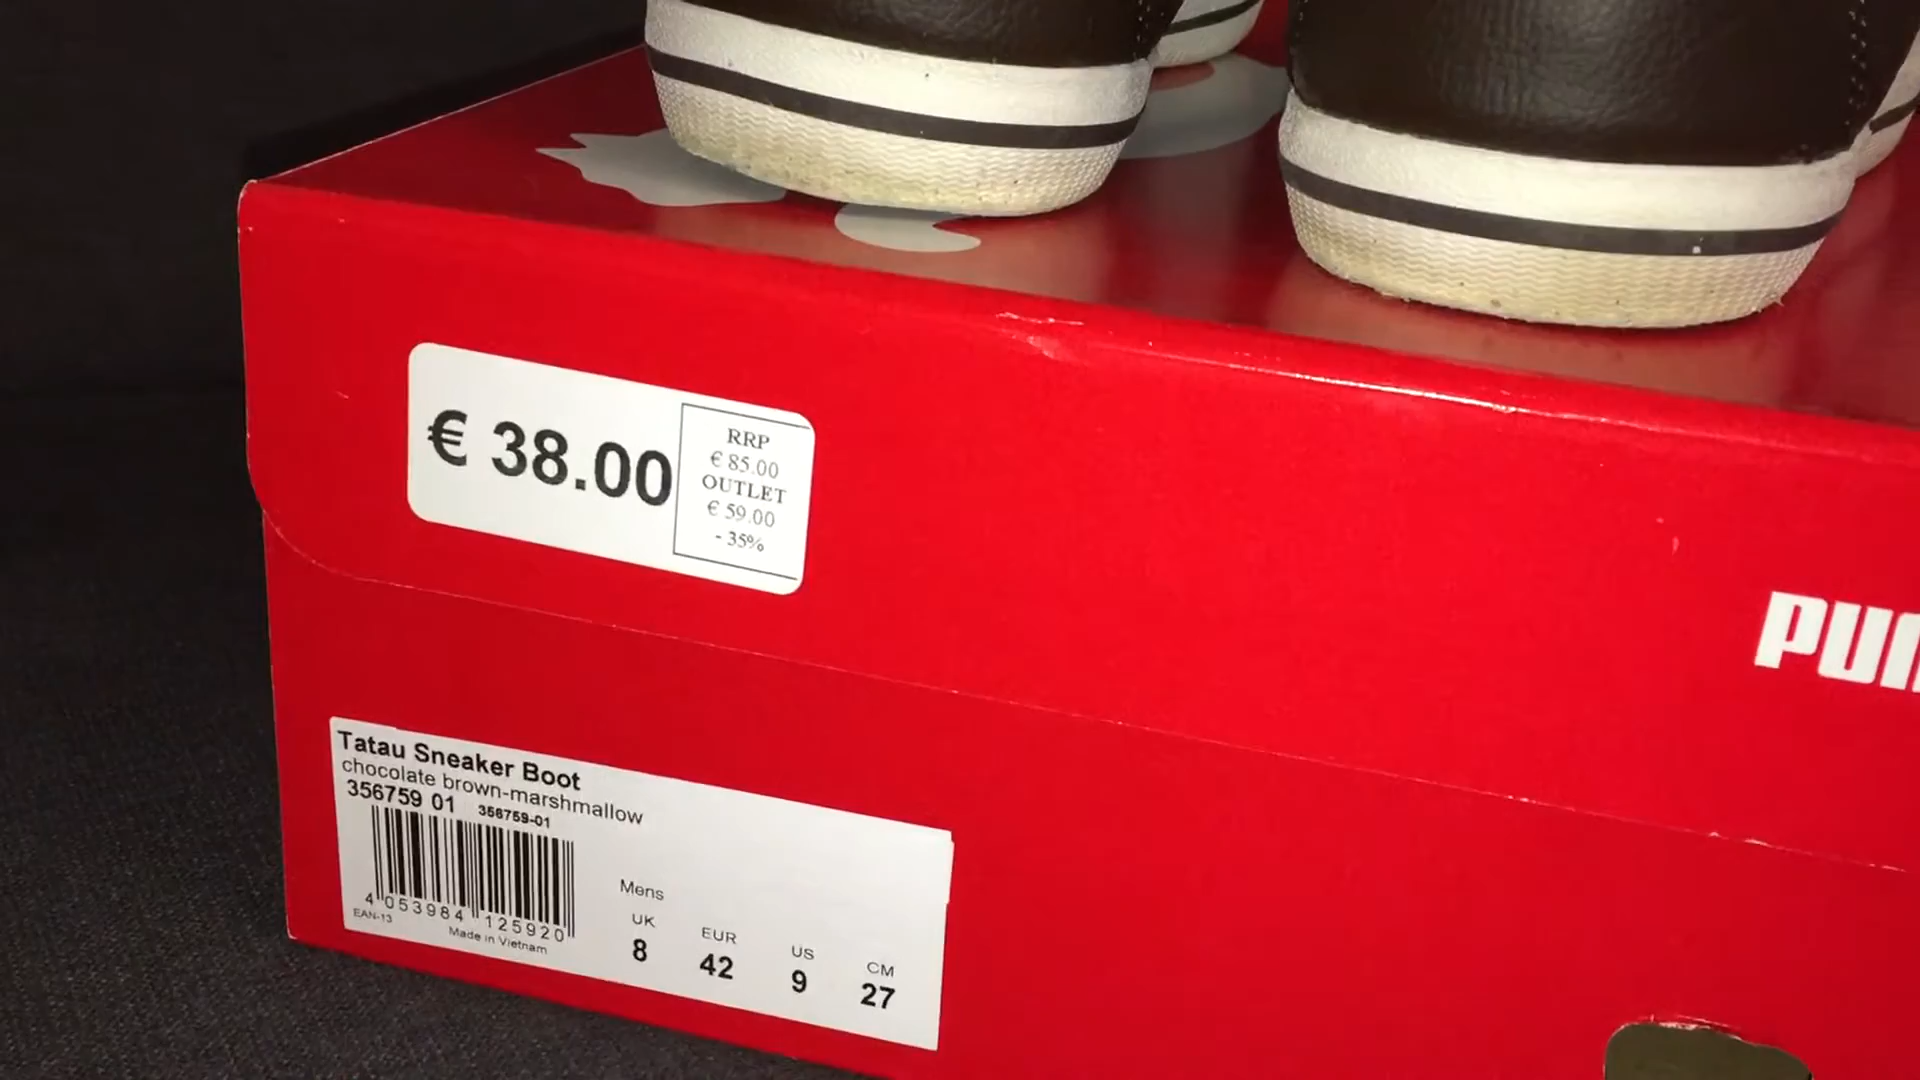 € 38.00
RRP
€ 85.00
OUTLET
€ 59.00
- 35%
Tatau Sneaker Boot
chocolate brown-marshmallow
356759 01 356759-01
4 053984 125920
EAN-13
Made in Vietnam
Mens
UK EUR US CM
8 42 9 27